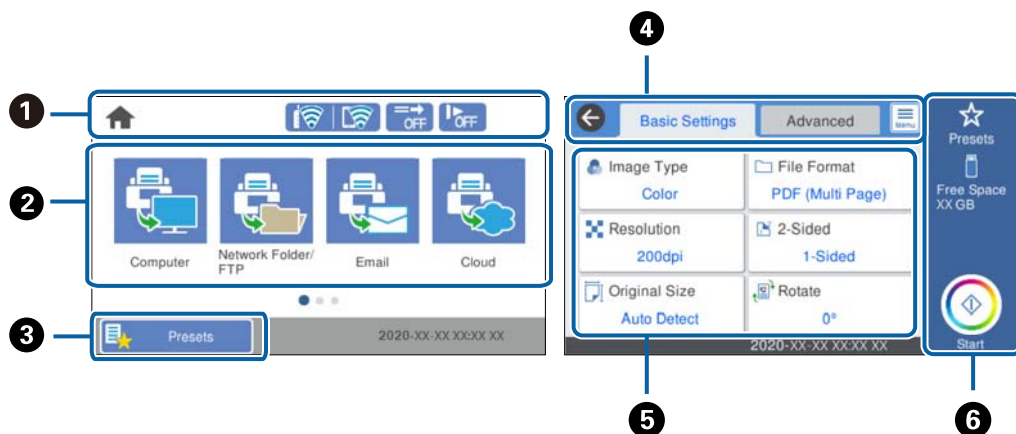 4
1
OFF
OFF
2
Computer
Network Folder/
FTP
Email
Cloud
3
Presets
2020-XX-XX XX:XX XX
Basic Settings
Advanced
Menu
Image Type
Color
File Format
PDF (Multi Page)
Resolution
200dpi
2-Sided
1-Sided
Original Size
Auto Detect
Rotate
0°
2020-XX-XX XX:XX XX
Presets
Free Space
XX GB
Start
5
6